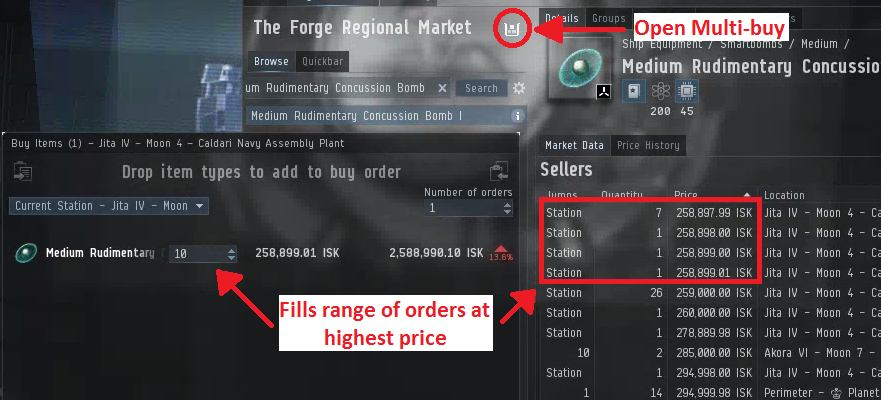 The Forge Regional Market
Open Multi-buy
Browse
Quickbar
um Rudimentary Concussion Bomb
Search
Medium Rudimentary Concussion Bomb I
Buy Items (1) – Jita IV – Moon 4 – Caldari Navy Assembly Plant
Drop item types to add to buy order
Number of orders
Current Station – Jita IV – Moon
1
Medium Rudimentary
10
258,899.01 ISK
2,588,990.10 ISK
13.6%
Fills range of orders at
highest price
Details
Groups
Ship Equipment / Smartbombs / Medium /
Medium Rudimentary Concussio
200
45
Market Data
Price History
Sellers
Jumps Quantity Price Location
Station 7 258,897.99 ISK Jita IV – Moon 4 – Ca
Station 1 258,898.00 ISK Jita IV – Moon 4 – Ca
Station 1 258,899.00 ISK Jita IV – Moon 4 – Ca
Station 1 258,899.01 ISK Jita IV – Moon 4 – Ca
Station 26 259,000.00 ISK Jita IV – Moon 4 – Ca
Station 1 260,000.00 ISK Jita IV – Moon 4 – Ca
Station 1 278,889.98 ISK Jita IV – Moon 4 – Ca
10 2 285,000.00 ISK Akora VI – Moon 7 –
Station 1 294,998.00 ISK Jita IV – Moon 4 – Ca
1 14 294,999.98 ISK Perimeter – Planet